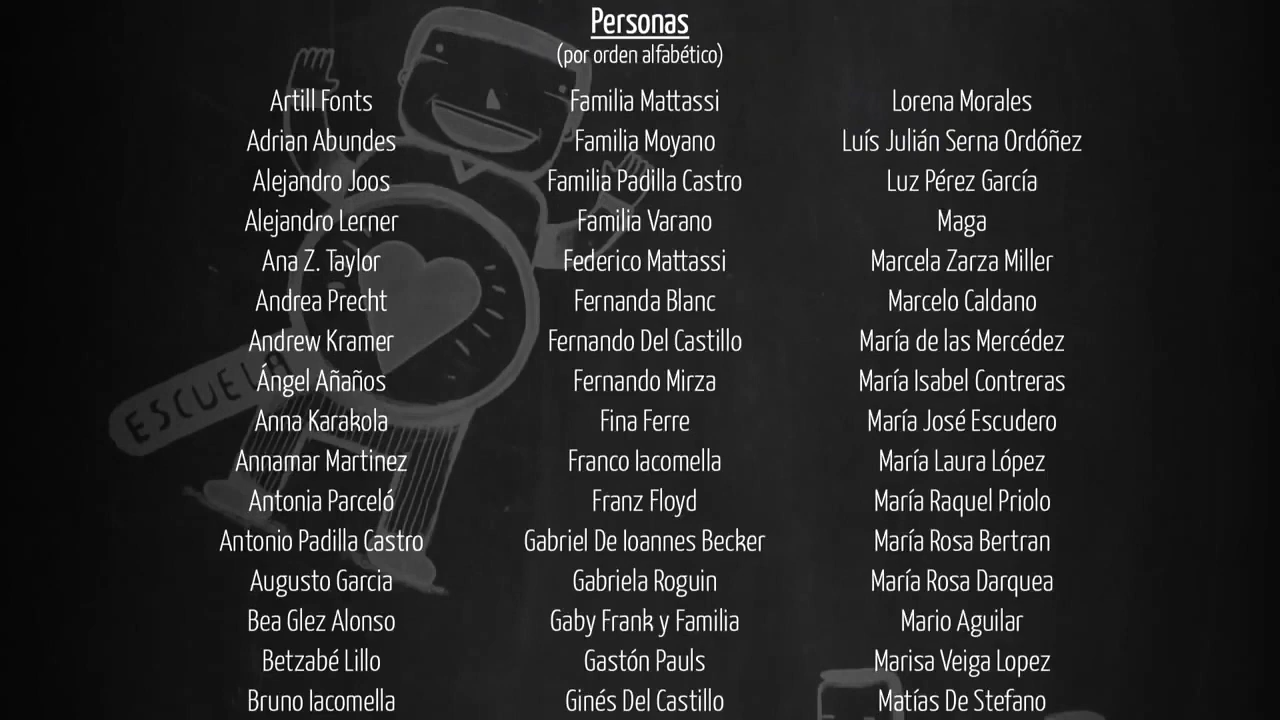 Personas
(por orden alfabético)
Artill Fonts
Adrian Abundes
Alejandro Joos
Alejandro Lerner
Ana Z. Taylor
Andrea Precht
Andrew Kramer
Ángel Añaños
Anna Karakola
Annamar Martinez
Antonia Parceló
Antonio Padilla Castro
Augusto Garcia
Bea Glez Alonso
Betzabé Lillo
Bruno Iacomella
Familia Mattassi
Familia Moyano
Familia Padilla Castro
Familia Varano
Federico Mattassi
Fernanda Blanc
Fernando Del Castillo
Fernando Mirza
Fina Ferre
Franco Iacomella
Franz Floyd
Gabriel De Ioannes Becker
Gabriela Roguin
Gaby Frank y Familia
Gastón Pauls
Ginés Del Castillo
Lorena Morales
Luís Julián Serna Ordóñez
Luz Pérez García
Maga
Marcela Zarza Miller
Marcelo Caldano
María de las Mercédez
María Isabel Contreras
María José Escudero
María Laura López
María Raquel Priolo
María Rosa Bertran
María Rosa Darquea
Mario Aguilar
Marisa Veiga Lopez
Matías De Stefano
ESCUELA